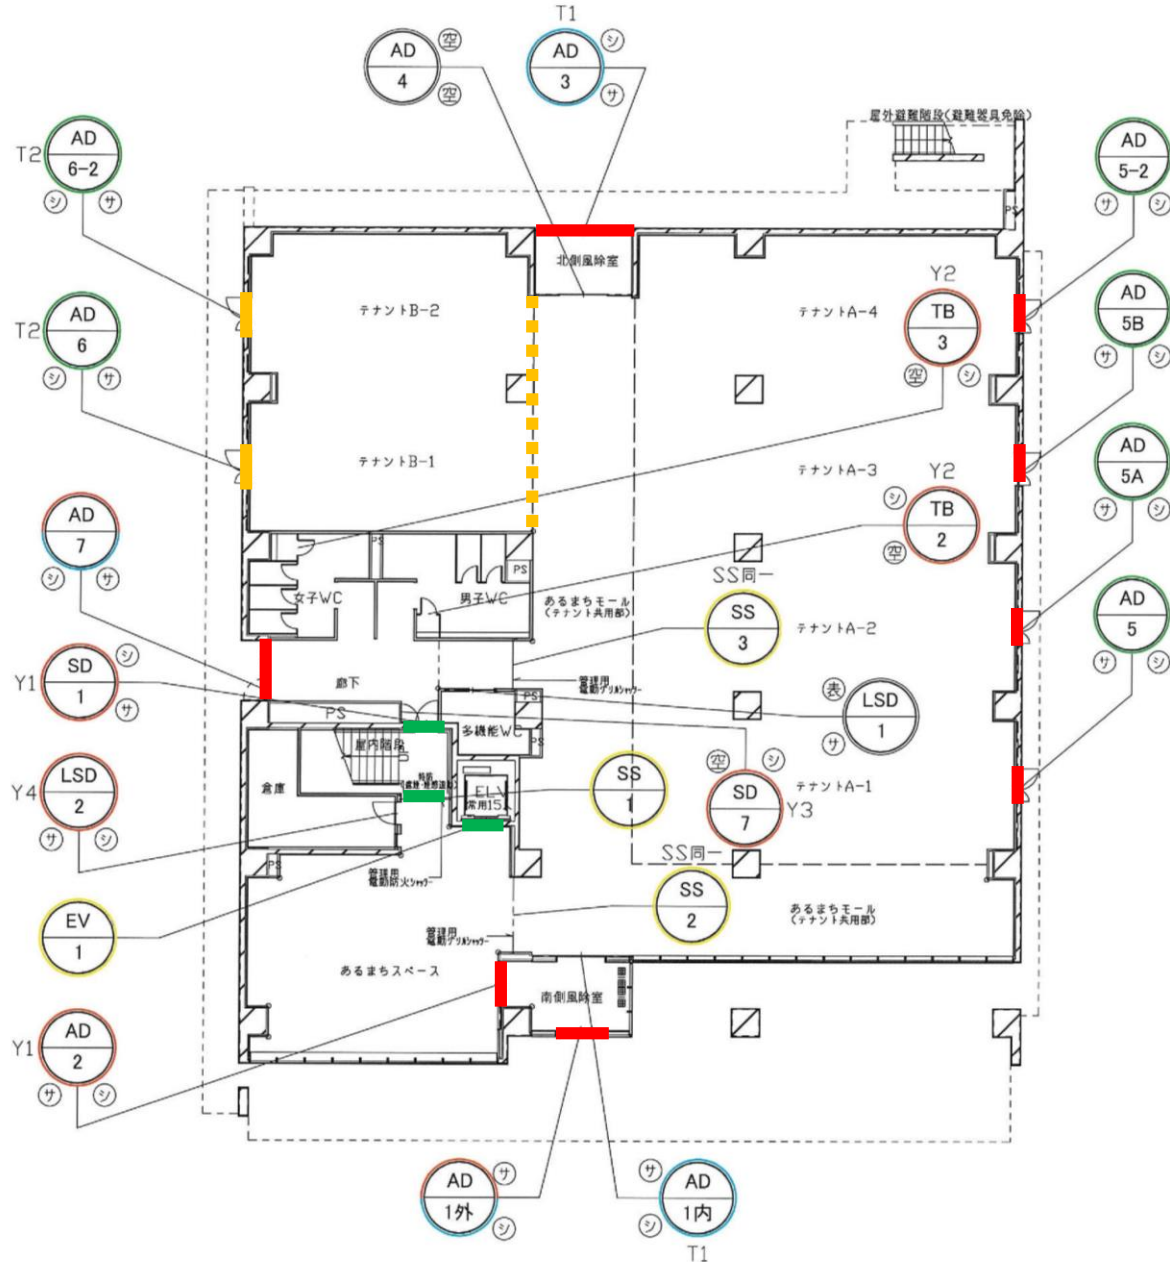 T1
AD
4
空
空
AD
3
シ
サ
屋外避難階段(避難器具免除)
T2
AD
6-2
シ
サ
AD
5-2
サ
シ
PS
北側風除室
テナントB-2
テナントA-4
Y2
TB
3
空
シ
T2
AD
6
シ
サ
AD
5B
サ
シ
テナントB-1
テナントA-3
Y2
シ
TB
2
空
AD
5A
サ
シ
AD
7
シ
サ
PS
PS
女子WC
男子WC
あるまちモール
(テナント共用部)
SS同一
SS
3
テナントA-2
AD
5
サ
シ
Y1
SD
1
シ
サ
廊下
管理用
電動グリルシャッター
PS
PS
多機能WC
PS
表
LSD
1
サ
屋内階段
倉庫
ELV
常用15人
SS
1
空
シ
SD
7
Y3
テナントA-1
Y4
LSD
2
サ
シ
PS
管理用
電動防火シャッター
SS同一
SS
2
あるまちモール
(テナント共用部)
EV
1
管理用
電動グリルシャッター
あるまちスペース
南側風除室
Y1
AD
2
サ
シ
AD
1外
サ
シ
サ
AD
1内
シ
T1